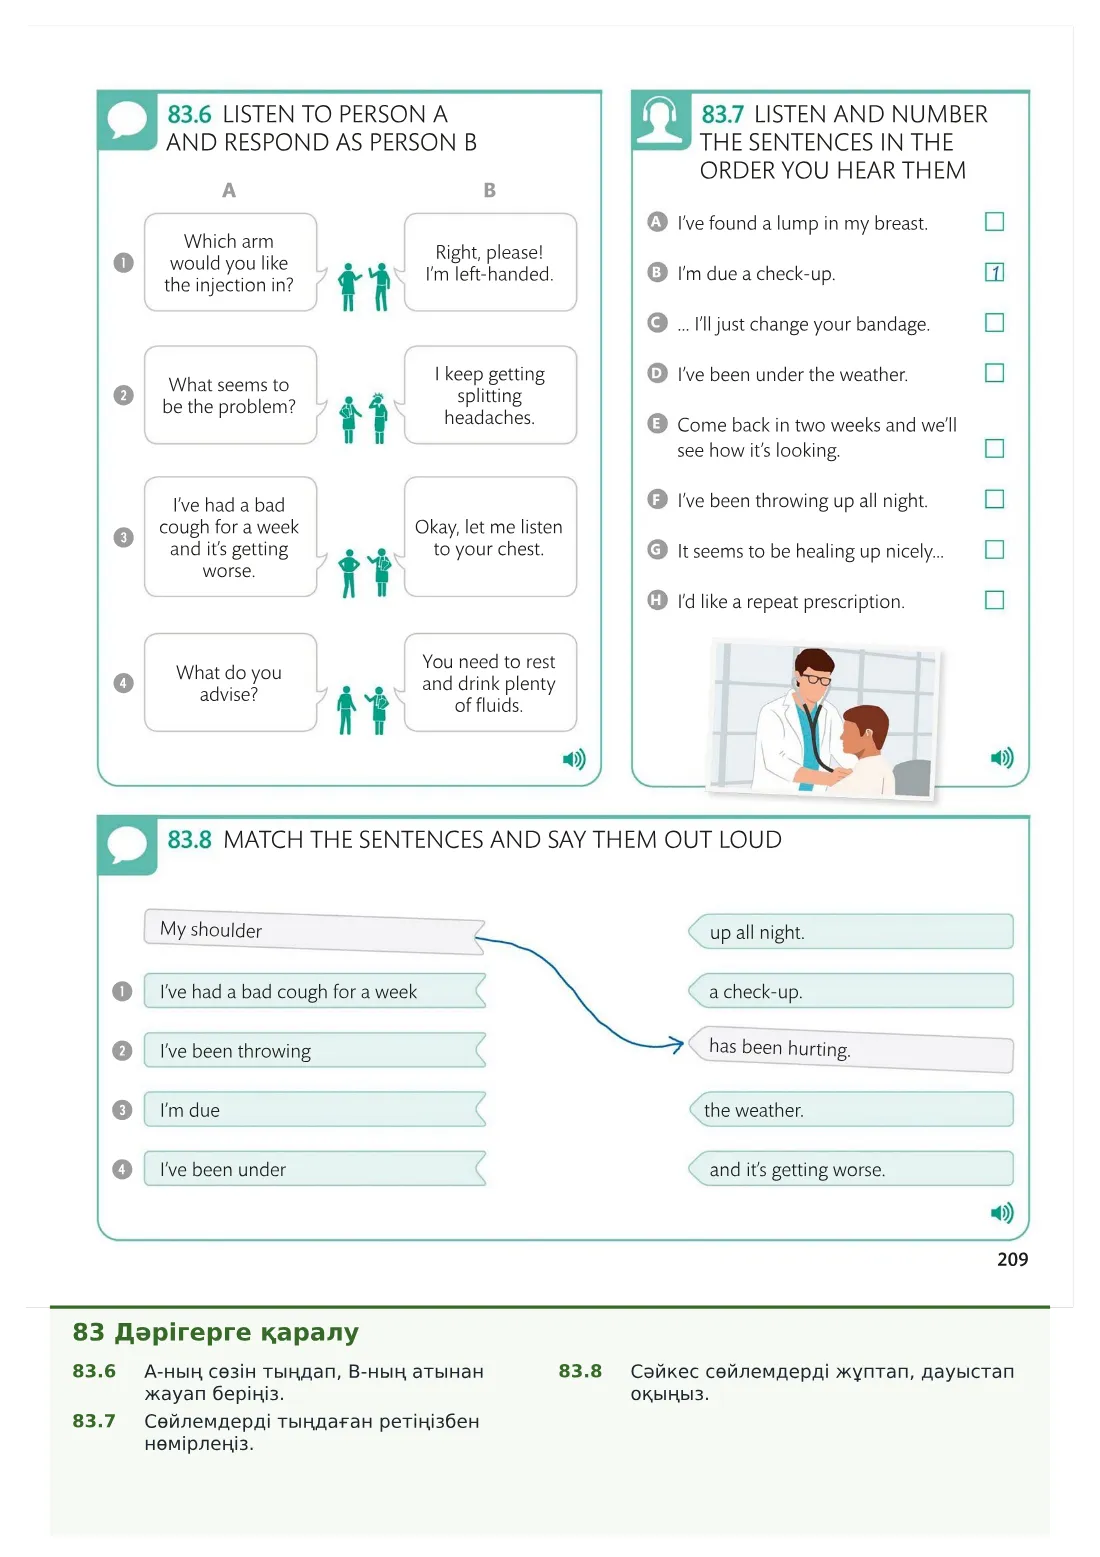 83.6 LISTEN TO PERSON A
AND RESPOND AS PERSON B
A
B
1
Which arm
would you like
the injection in?
Right, please!
I'm left-handed.
2
What seems to
be the problem?
I keep getting
splitting
headaches.
3
I've had a bad
cough for a week
and it's getting
worse.
Okay, let me listen
to your chest.
4
What do you
advise?
You need to rest
and drink plenty
of fluids.
83.7 LISTEN AND NUMBER
THE SENTENCES IN THE
ORDER YOU HEAR THEM
A I've found a lump in my breast.
B I'm due a check-up. 1
C ... I'll just change your bandage.
D I've been under the weather.
E Come back in two weeks and we'll
see how it's looking.
F I've been throwing up all night.
G It seems to be healing up nicely...
H I'd like a repeat prescription.
83.8 MATCH THE SENTENCES AND SAY THEM OUT LOUD
My shoulder
up all night.
1 I've had a bad cough for a week
a check-up.
2 I've been throwing
has been hurting.
3 I'm due
the weather.
4 I've been under
and it's getting worse.
209
83 Дәрігерге қаралу
83.6 А-ның сөзін тыңдап, В-ның атынан
жауап беріңіз.
83.7 Сөйлемдерді тыңдаған ретіңізбен
нөмірлеңіз.
83.8 Сәйкес сөйлемдерді жұптап, дауыстап
оқыңыз.